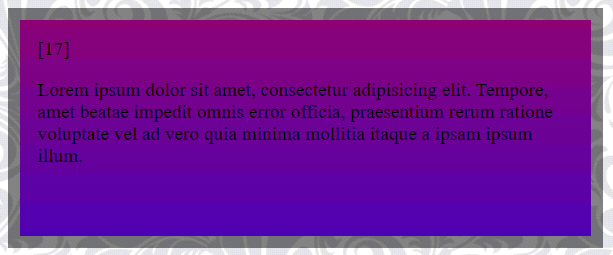 [17]
Lorem ipsum dolor sit amet, consectetur adipisicing elit. Tempore,
amet beatae impedit omnis error officia, praesentium rerum ratione
voluptate vel ad vero quia minima mollitia itaque a ipsam ipsum
illum.